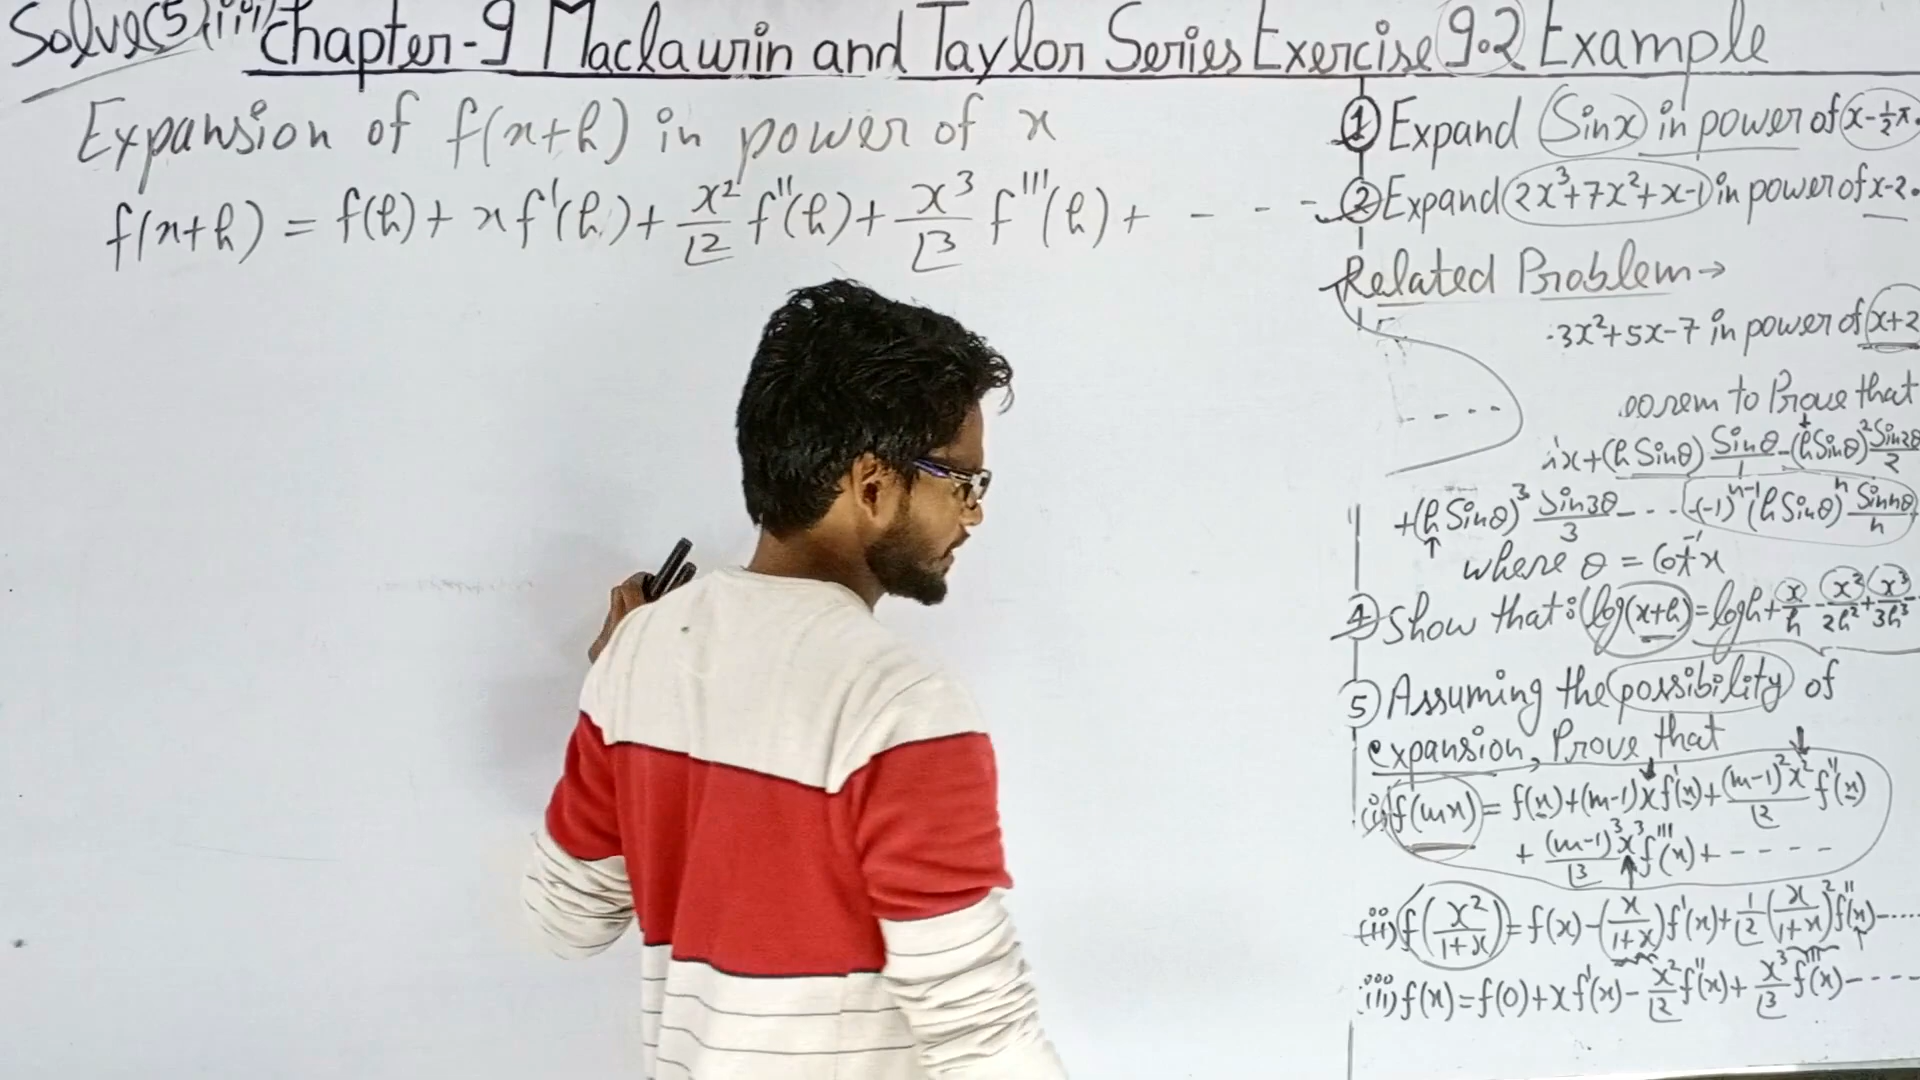 Solve(5)(iii) Chapter-9 Maclaurin and Taylor Series Exercise 9.2 Example
Expansion of f(x+h) in power of x
f(x+h) = f(h) + x f'(h) + x²/⌊2 f''(h) + x³/⌊3 f'''(h) + - - - -
① Expand Sinx in power of x-½π.
② Expand 2x³+7x²+x-1 in power of x-2.
Related Problem→
3x²+5x-7 in power of x+2
to Prove that
x+(h Sinθ) Sinθ/1 - (h Sinθ)² Sin2θ/2
+(h Sinθ)³ Sin3θ/3 - - - - (-1)ⁿ⁻¹ (h Sinθ)ⁿ Sin nθ/n
where θ = Cot⁻¹x
④ Show that: log(x+h) = logh + x/h - x²/2h² + x³/3h³ -
⑤ Assuming the possibility of
expansion, Prove that
(i) f(mx) = f(x)+(m-1)x f'(x)+ (m-1)²x²/⌊2 f''(x)
+ (m-1)³x³/⌊3 f'''(x)+ - - - -
(ii) f(x²/1+x) = f(x) - (x/1+x) f'(x) + 1/⌊2 (x/1+x)² f''(x) - ....
(iii) f(x) = f(0) + x f'(x) - x²/⌊2 f''(x) + x³/⌊3 f'''(x) - - - - -